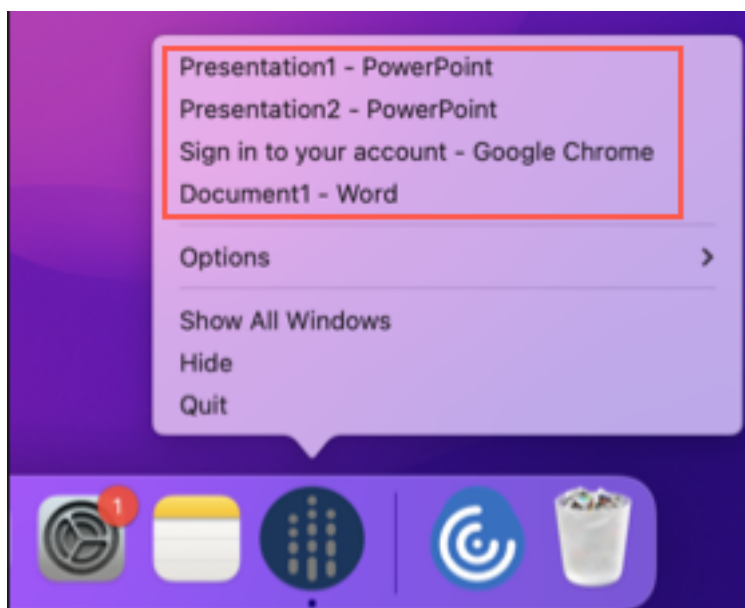 Presentation1 - PowerPoint
Presentation2 - PowerPoint
Sign in to your account - Google Chrome
Document1 - Word
Options
Show All Windows
Hide
Quit
1